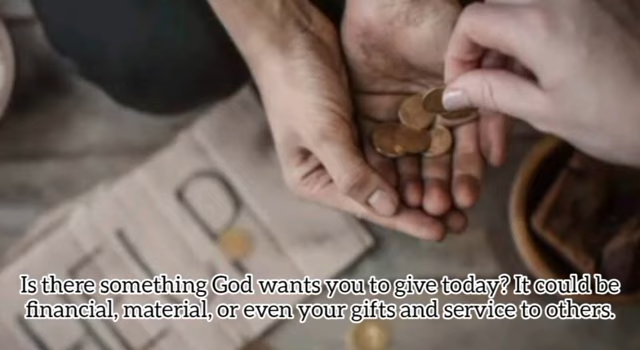 HELP
Is there something God wants you to give today? It could be
financial, material, or even your gifts and service to others.